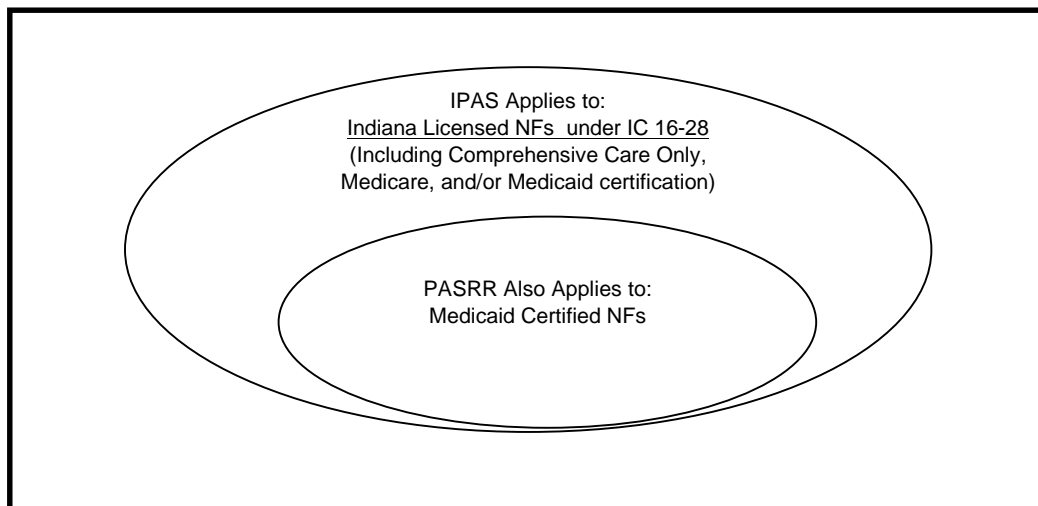 IPAS Applies to:
Indiana Licensed NFs  under IC 16-28
(Including Comprehensive Care Only,
Medicare, and/or Medicaid certification)
PASRR Also Applies to:
Medicaid Certified NFs